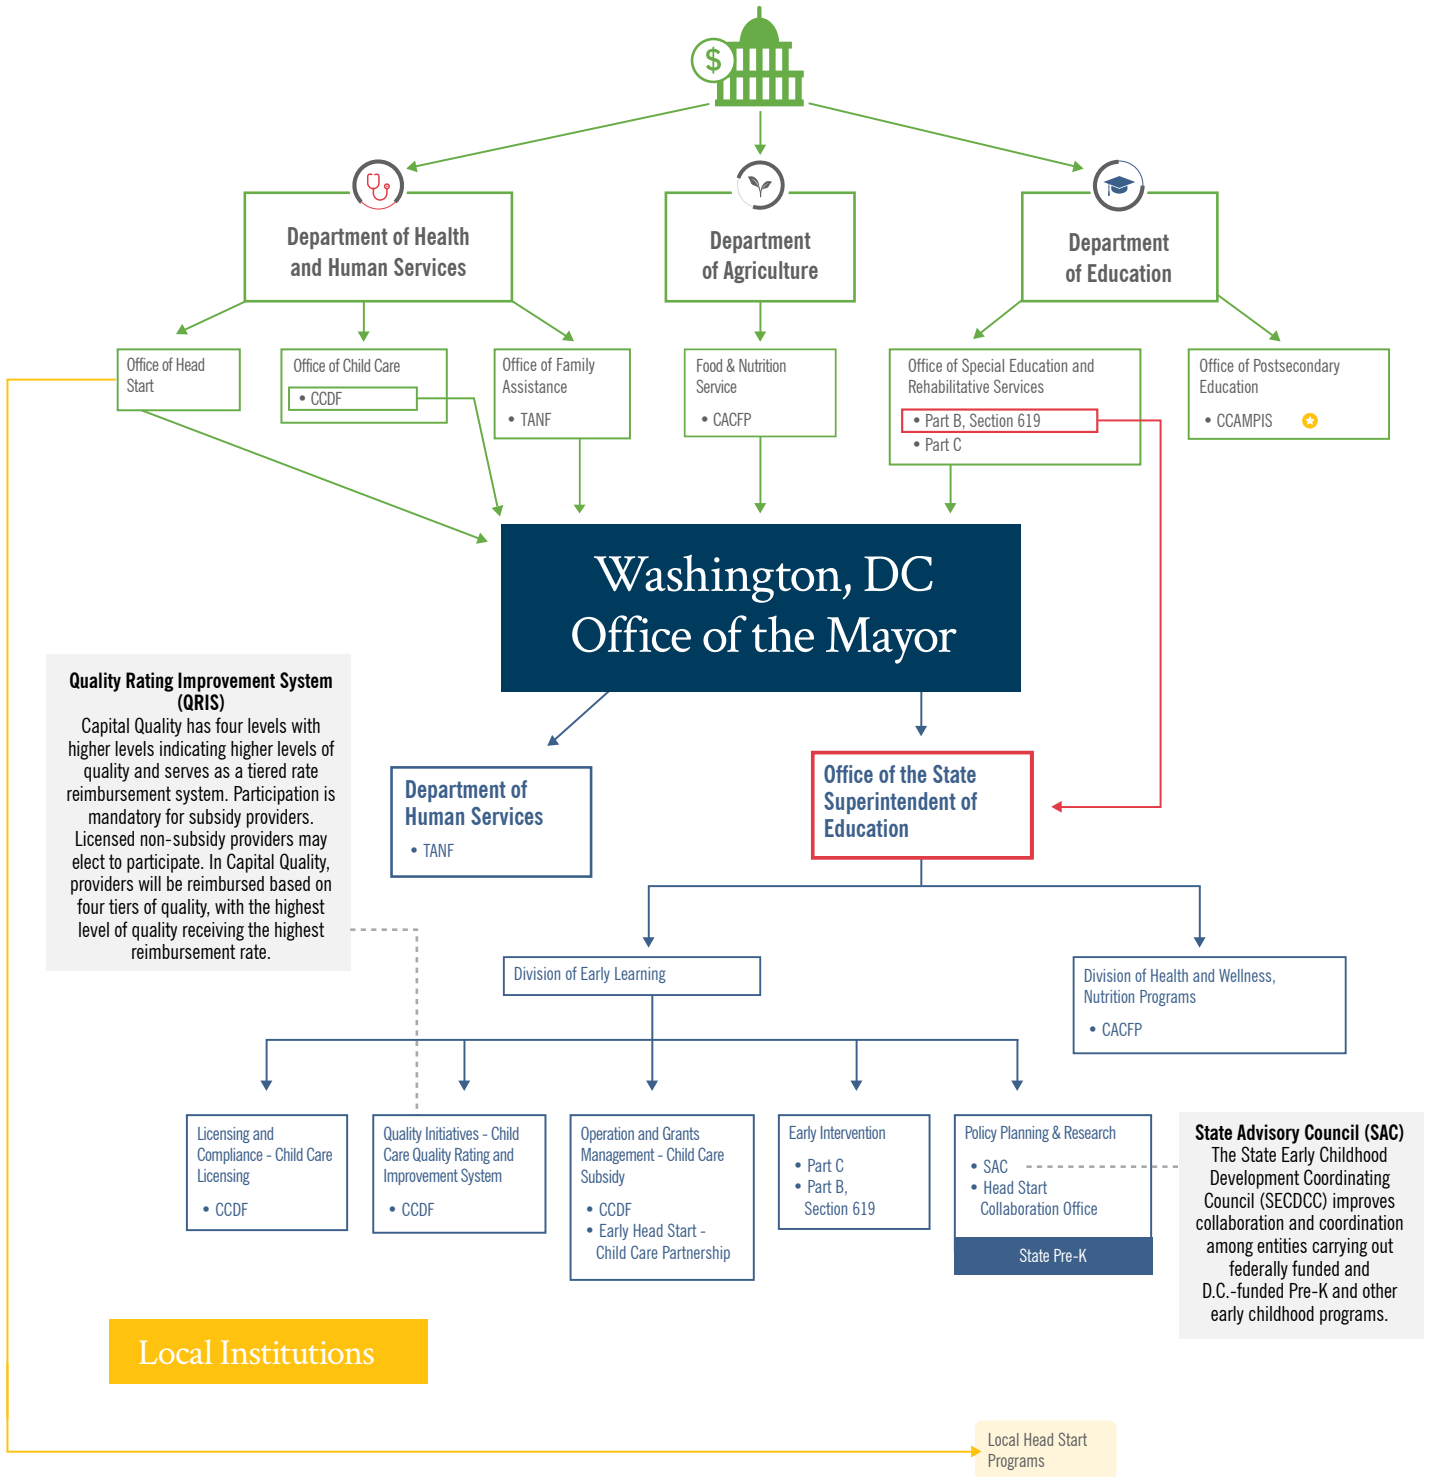 $
Department of Health
and Human Services
Department
of Agriculture
Department
of Education
Office of Head
Start
Office of Child Care
• CCDF
Office of Family
Assistance
• TANF
Food & Nutrition
Service
• CACFP
Office of Special Education and
Rehabilitative Services
• Part B, Section 619
• Part C
Office of Postsecondary
Education
• CCAMPIS
Washington, DC
Office of the Mayor
Quality Rating Improvement System
(QRIS)
Capital Quality has four levels with
higher levels indicating higher levels of
quality and serves as a tiered rate
reimbursement system. Participation is
mandatory for subsidy providers.
Licensed non-subsidy providers may
elect to participate. In Capital Quality,
providers will be reimbursed based on
four tiers of quality, with the highest
level of quality receiving the highest
reimbursement rate.
Department of
Human Services
• TANF
Office of the State
Superintendent of
Education
Division of Early Learning
Division of Health and Wellness,
Nutrition Programs
• CACFP
Licensing and
Compliance - Child Care
Licensing
• CCDF
Quality Initiatives - Child
Care Quality Rating and
Improvement System
• CCDF
Operation and Grants
Management - Child Care
Subsidy
• CCDF
• Early Head Start -
Child Care Partnership
Early Intervention
• Part C
• Part B,
Section 619
Policy Planning & Research
• SAC
• Head Start
Collaboration Office
State Pre-K
State Advisory Council (SAC)
The State Early Childhood
Development Coordinating
Council (SECDCC) improves
collaboration and coordination
among entities carrying out
federally funded and
D.C.-funded Pre-K and other
early childhood programs.
Local Institutions
Local Head Start
Programs